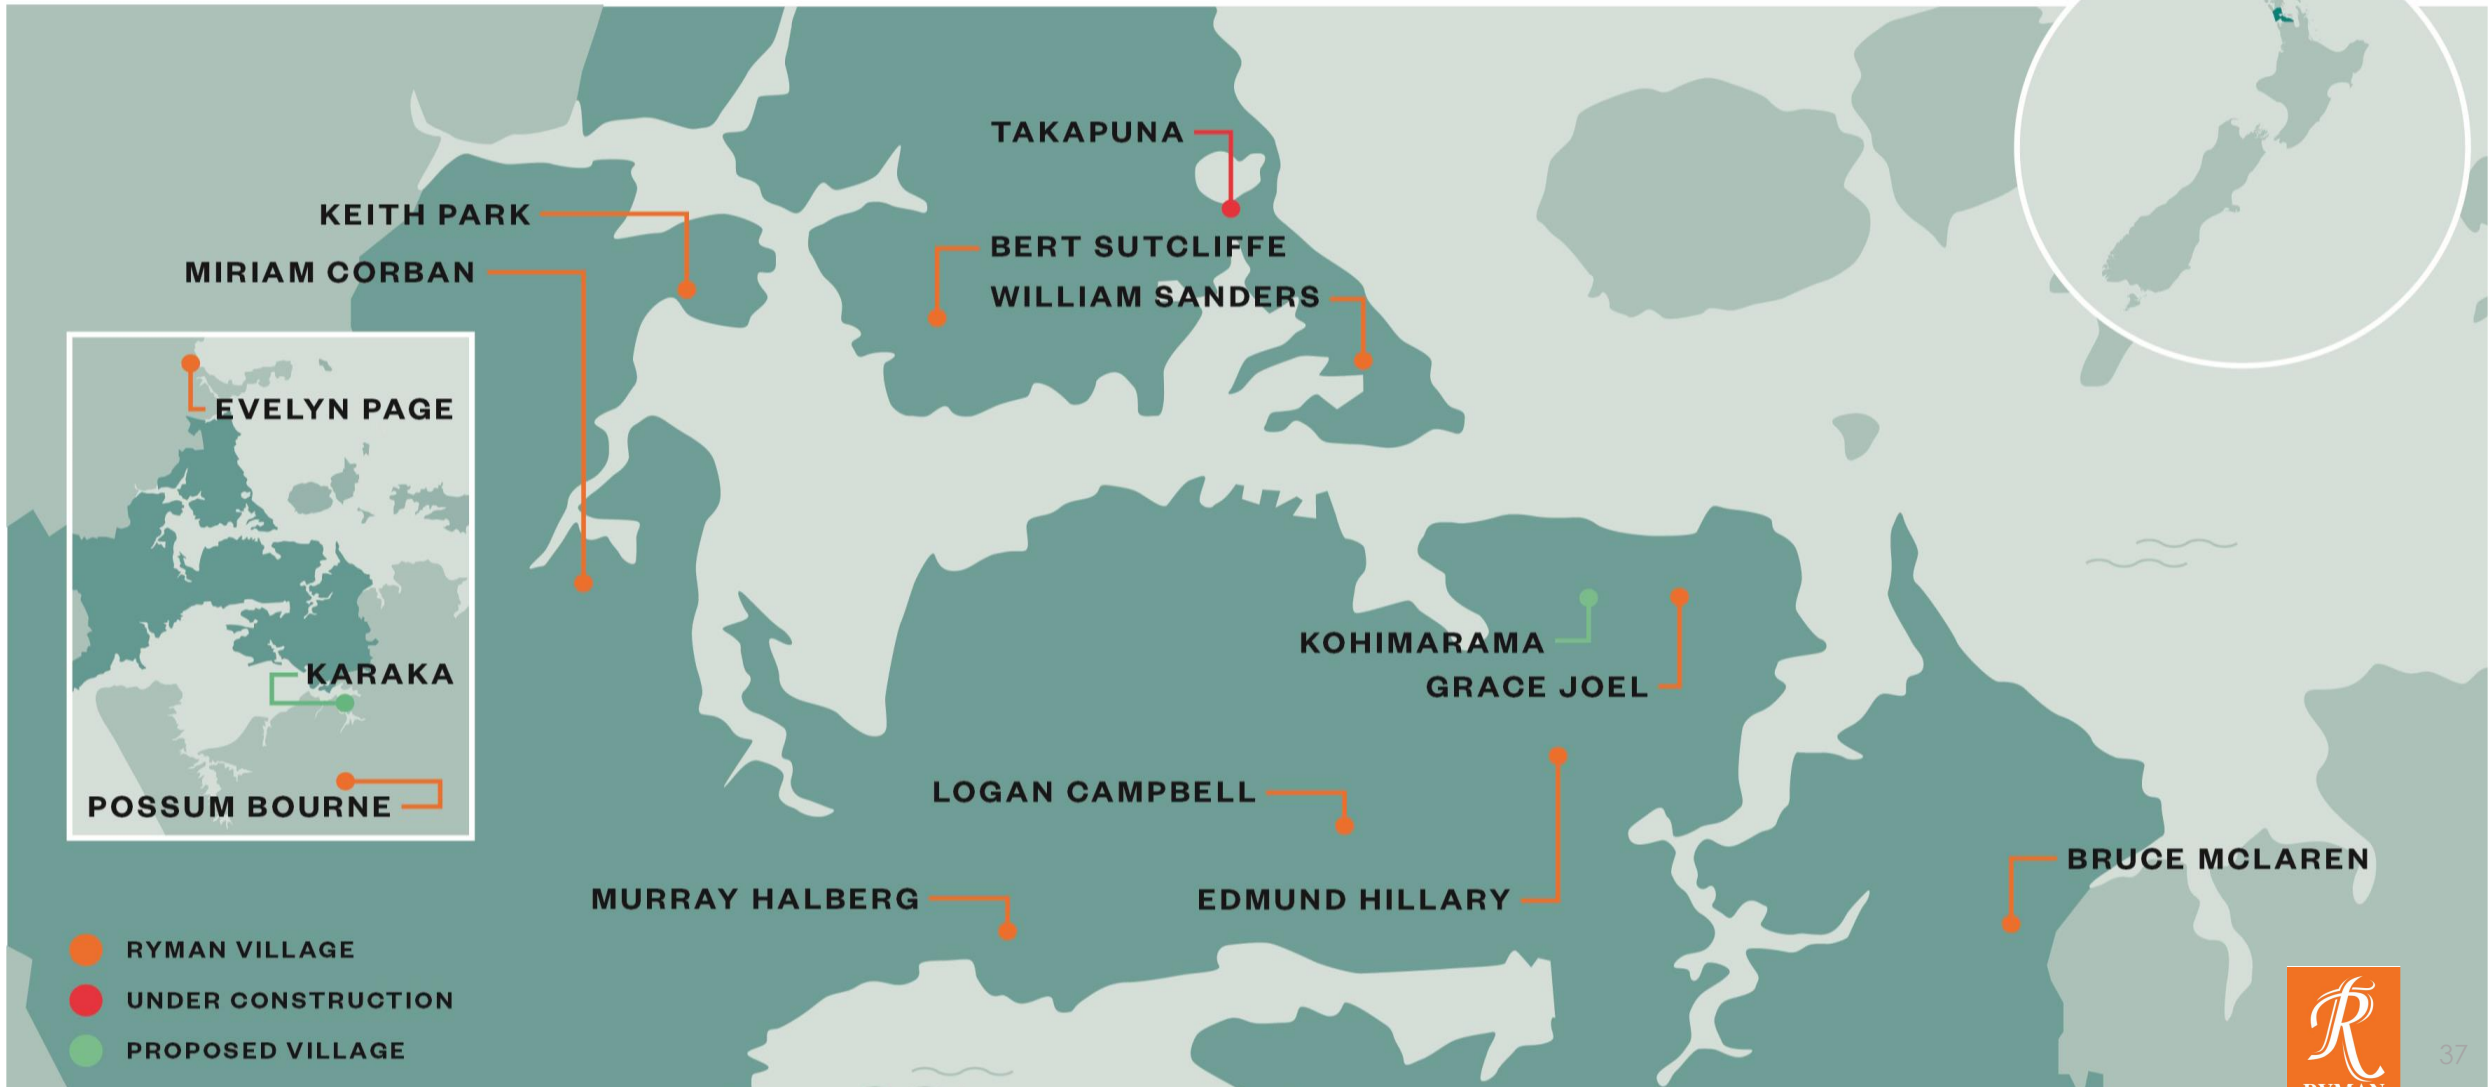 TAKAPUNA
KEITH PARK
BERT SUTCLIFFE
MIRIAM CORBAN
WILLIAM SANDERS
EVELYN PAGE
KOHIMARAMA
KARAKA
GRACE JOEL
LOGAN CAMPBELL
POSSUM BOURNE
BRUCE MCLAREN
MURRAY HALBERG
EDMUND HILLARY
RYMAN VILLAGE
UNDER CONSTRUCTION
PROPOSED VILLAGE
R
RYMAN
37